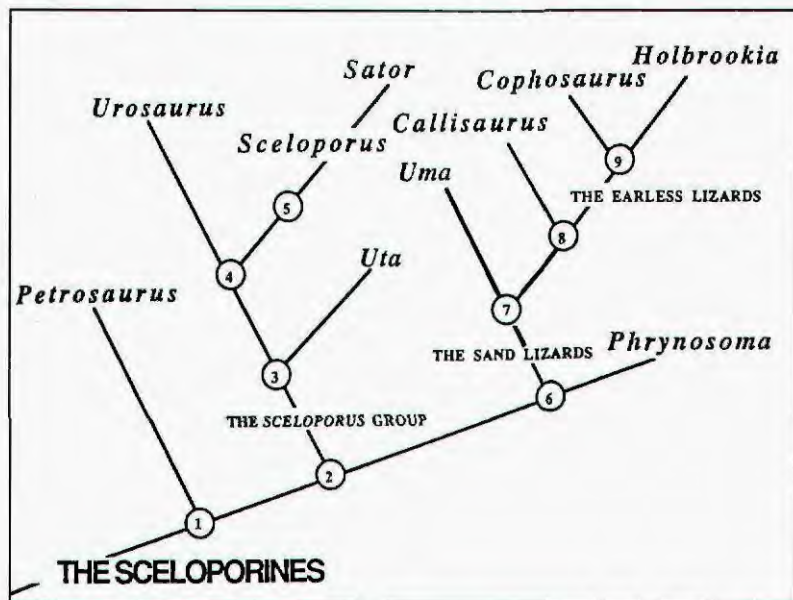 Sator
Holbrookia
Cophosaurus
Urosaurus
Callisaurus
Sceloporus
9
Uma
THE EARLESS LIZARDS
5
8
4
Uta
Petrosaurus
7
THE SAND LIZARDS
Phrynosoma
3
6
THE SCELOPORUS GROUP
2
1
THE SCELOPORINES